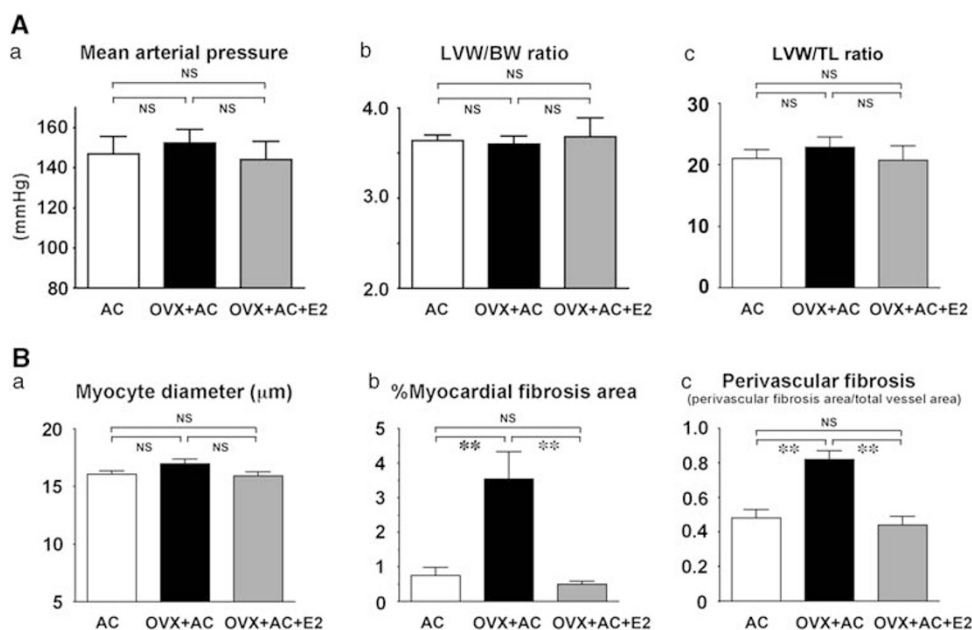 A
a
Mean arterial pressure
NS
NS NS
(mmHg)
160
140
120
100
80
AC OVX+AC OVX+AC+E2
b
LVW/BW ratio
NS
NS NS
4.0
3.0
2.0
AC OVX+AC OVX+AC+E2
c
LVW/TL ratio
NS
NS NS
30
20
10
0
AC OVX+AC OVX+AC+E2
B
a
Myocyte diameter (μm)
NS
NS NS
20
15
10
5
AC OVX+AC OVX+AC+E2
b
%Myocardial fibrosis area
NS
** **
5
4
3
2
1
0
AC OVX+AC OVX+AC+E2
c
Perivascular fibrosis
(perivascular fibrosis area/total vessel area)
NS
** **
1.0
0.8
0.6
0.4
0.2
0
AC OVX+AC OVX+AC+E2